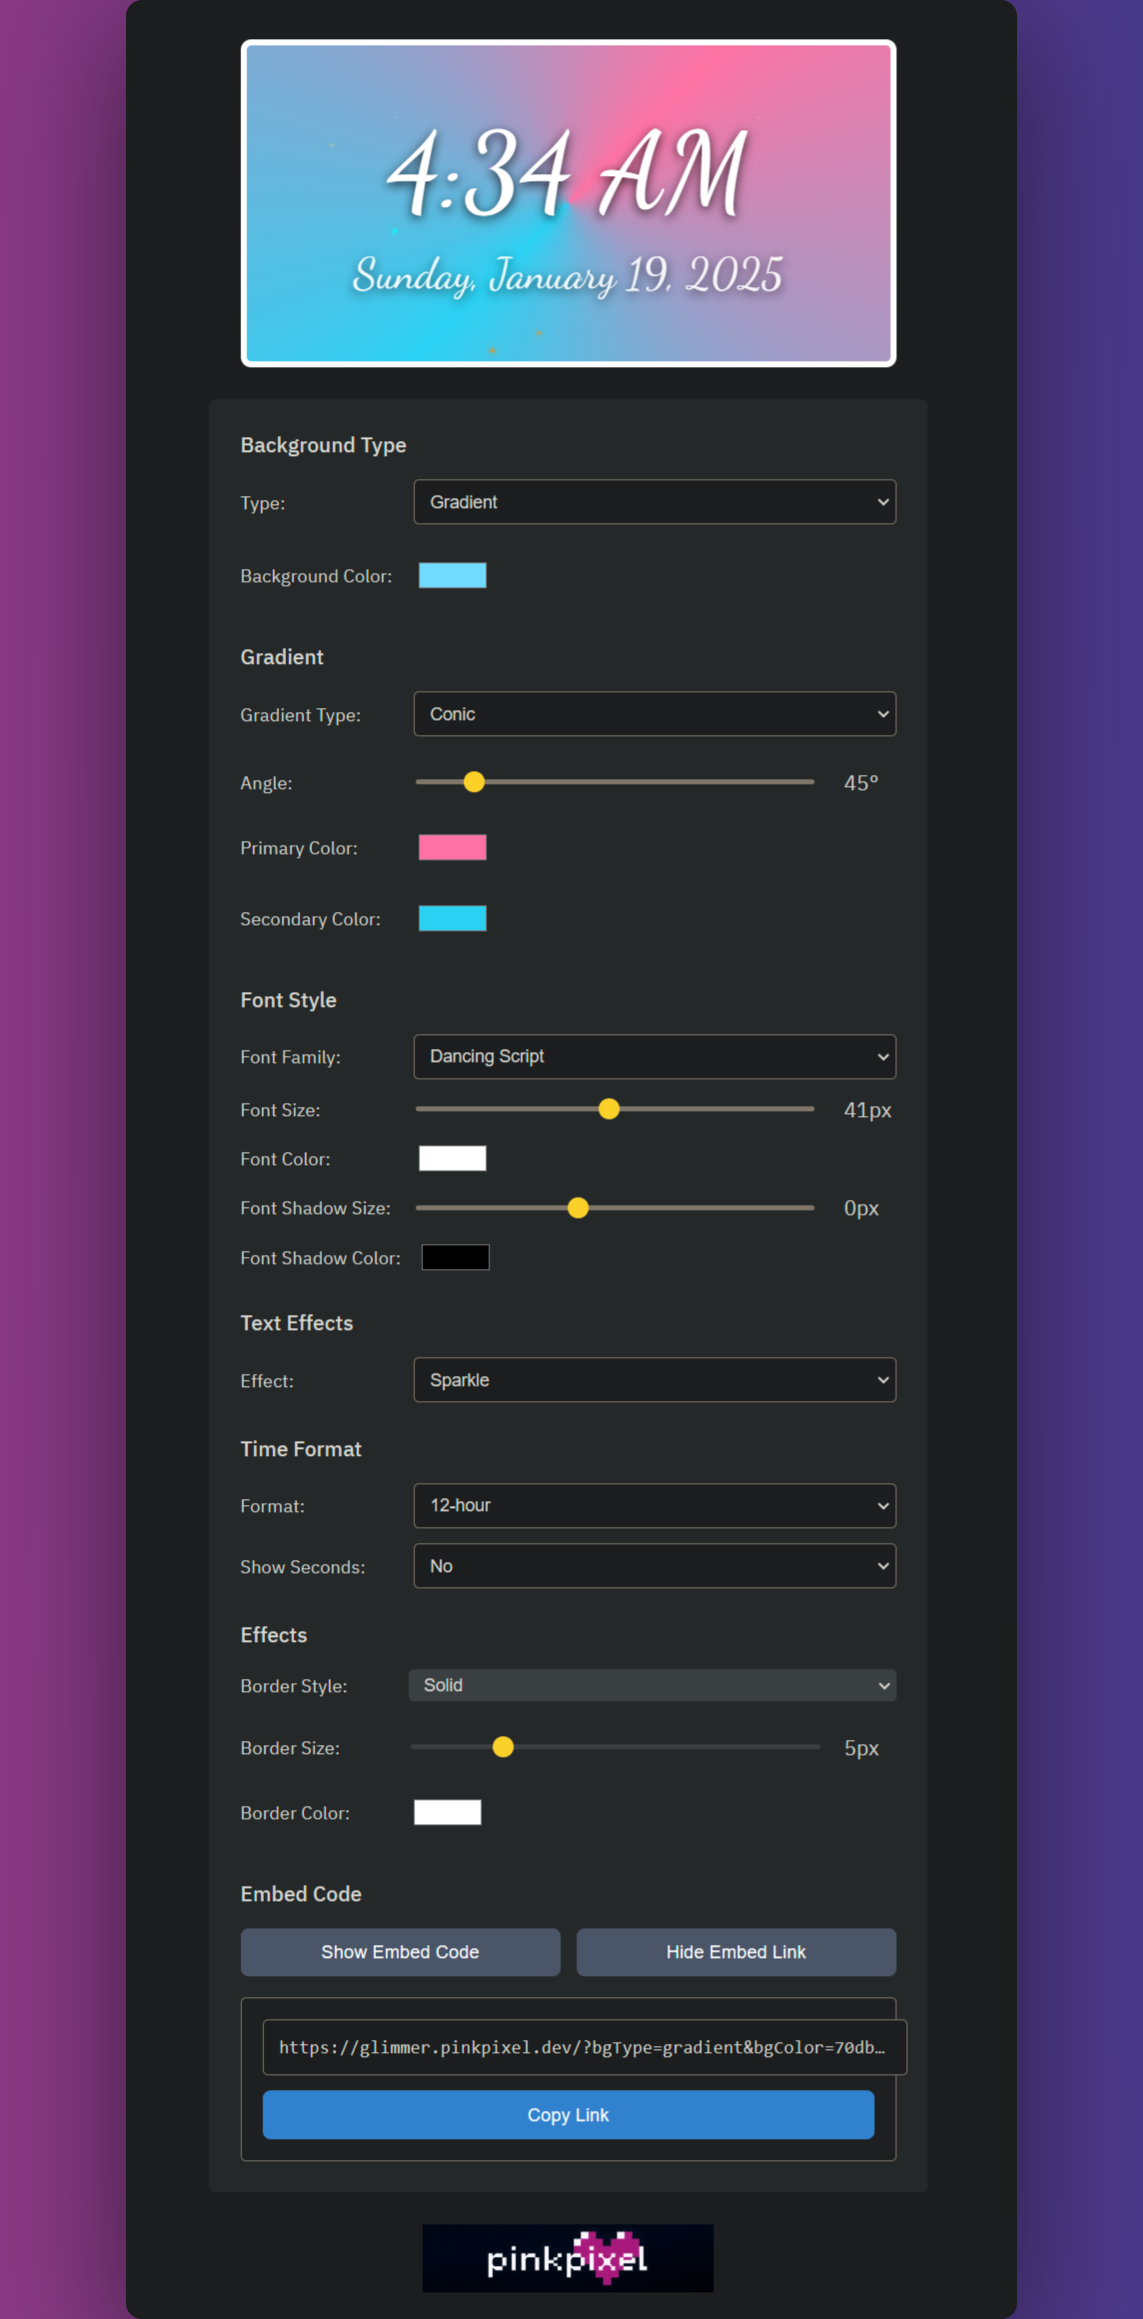 4:34 AM
Sunday, January 19, 2025
Background Type
Type: Gradient
Background Color:
Gradient
Gradient Type: Conic
Angle: 45°
Primary Color:
Secondary Color:
Font Style
Font Family: Dancing Script
Font Size: 41px
Font Color:
Font Shadow Size: 0px
Font Shadow Color:
Text Effects
Effect: Sparkle
Time Format
Format: 12-hour
Show Seconds: No
Effects
Border Style: Solid
Border Size: 5px
Border Color:
Embed Code
Show Embed Code Hide Embed Link
https://glimmer.pinkpixel.dev/?bgType=gradient&bgColor=70db…
Copy Link
pinkpixel